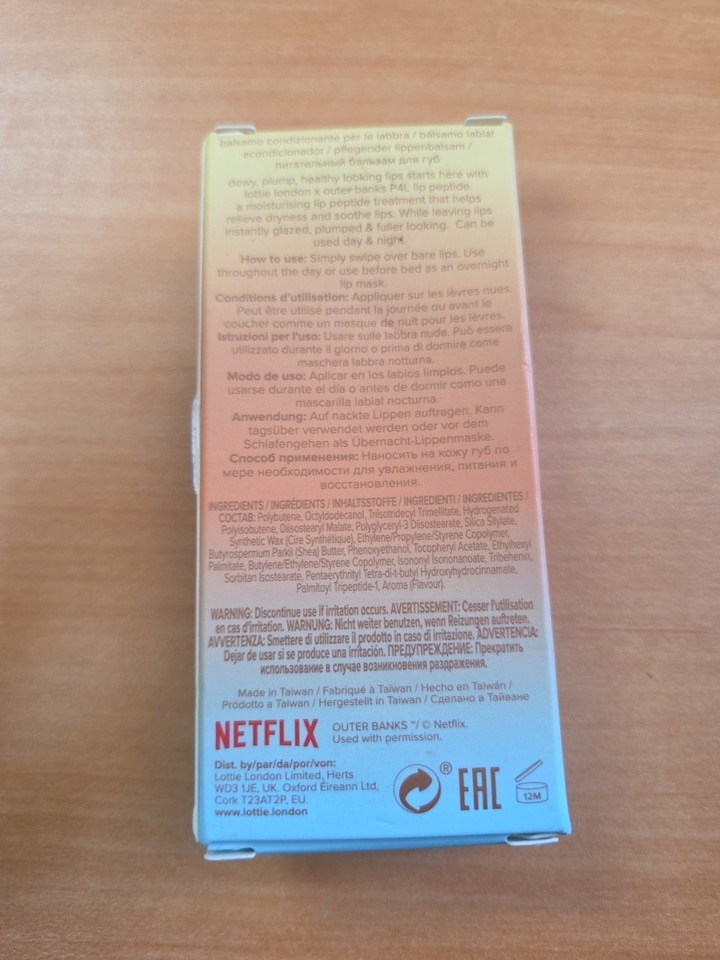 balsamo condizionante per le labbra / bálsamo labial
acondicionador / pflegender lippenbalsam /
питательный бальзам для губ
dewy, plump, healthy looking lips starts here with
lottie london x outer banks P4L lip peptide,
a moisturising lip peptide treatment that helps
relieve dryness and soothe lips. While leaving lips
instantly glazed, plumped & fuller looking. Can be
used day & night.
How to use: Simply swipe over bare lips. Use
throughout the day or use before bed as an overnight
lip mask.
Conditions d'utilisation: Appliquer sur les lèvres nues.
Peut être utilisé pendant la journée ou avant le
coucher comme un masque de nuit pour les lèvres.
Istruzioni per l'uso: Usare sulle labbra nude. Può essere
utilizzato durante il giorno o prima di dormire come
maschera labbra notturna.
Modo de uso: Aplicar en los labios limpios. Puede
usarse durante el día o antes de dormir como una
mascarilla labial nocturna.
Anwendung: Auf nackte Lippen auftragen. Kann
tagsüber verwendet werden oder vor dem
Schlafengehen als Übernacht-Lippenmaske.
Способ применения: Наносить на кожу губ по
мере необходимости для увлажнения, питания и
восстановления.
INGREDIENTS / INGRÉDIENTS / INHALTSSTOFFE / INGREDIENTI / INGREDIENTES /
СОСТАВ: Polybutene, Octyldodecanol, Triisotridecyl Trimellitate, Hydrogenated
Polyisobutene, Diisostearyl Malate, Polyglyceryl-3 Diisostearate, Silica Silylate,
Synthetic Wax (Cire Synthétique), Ethylene/Propylene/Styrene Copolymer,
Butyrospermum Parkii (Shea) Butter, Phenoxyethanol, Tocopheryl Acetate, Ethylhexyl
Palmitate, Butylene/Ethylene/Styrene Copolymer, Isononyl Isononanoate, Tribehenin,
Sorbitan Isostearate, Pentaerythrityl Tetra-di-t-butyl Hydroxyhydrocinnamate,
Palmitoyl Tripeptide-1, Aroma (Flavour).
WARNING: Discontinue use if irritation occurs. AVERTISSEMENT: Cesser l'utilisation
en cas d'irritation. WARNUNG: Nicht weiter benutzen, wenn Reizungen auftreten.
AVVERTENZA: Smettere di utilizzare il prodotto in caso di irritazione. ADVERTENCIA:
Dejar de usar si se produce una irritación. ПРЕДУПРЕЖДЕНИЕ: Прекратить
использование в случае возникновения раздражения.
Made in Taiwan / Fabriqué à Taiwan / Hecho en Taiwán /
Prodotto a Taiwan / Hergestellt in Taiwan / Сделано в Тайване
NETFLIX
OUTER BANKS ™/ © Netflix.
Used with permission.
Dist. by/par/da/por/von:
Lottie London Limited, Herts
WD3 1JE, UK. Oxford Éireann Ltd,
Cork T23AT2P, EU.
www.lottie.london
® EAC 12M